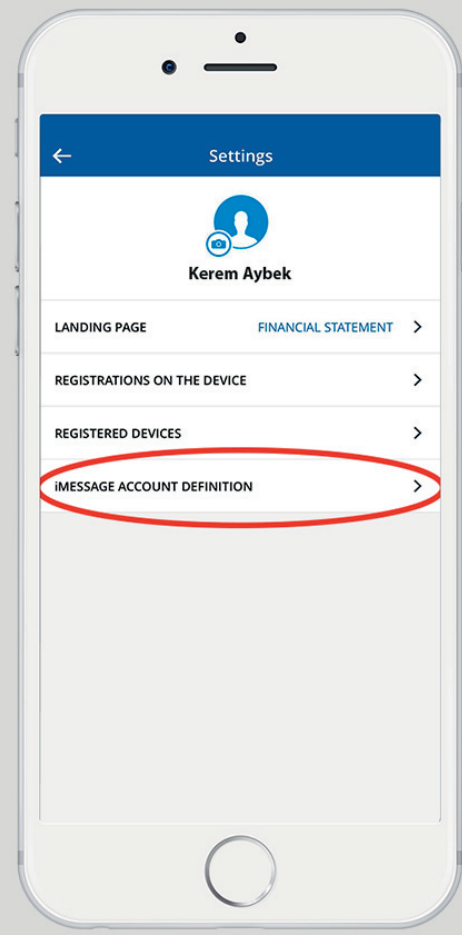 Settings
Kerem Aybek
LANDING PAGE FINANCIAL STATEMENT
REGISTRATIONS ON THE DEVICE
REGISTERED DEVICES
iMESSAGE ACCOUNT DEFINITION